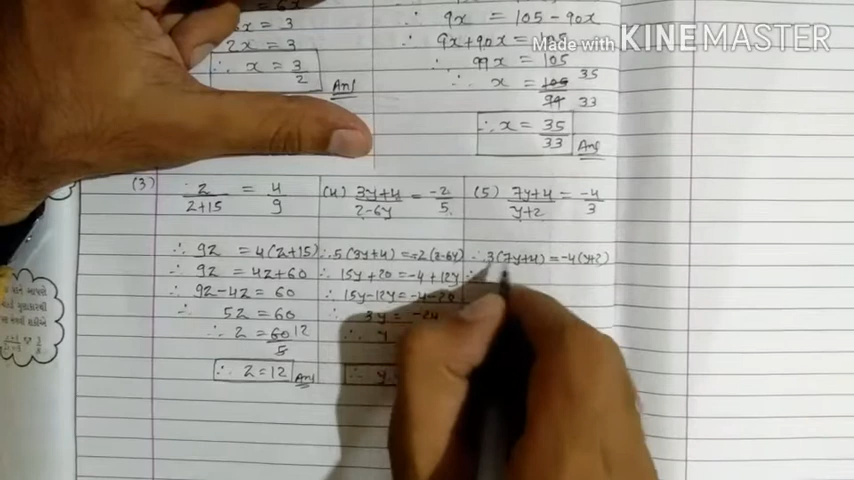 2x = 3
∴ x = 3/2 Ans
∴ 9x = 105 - 90x
∴ 9x + 90x = 105
∴ 99x = 105
∴ x = 105/99 35 33
∴ x = 35/33 Ans
Made with KINEMASTER
(3) z/(z+15) = 4/9
∴ 9z = 4(z+15)
∴ 9z = 4z+60
∴ 9z-4z = 60
∴ 5z = 60
∴ z = 60/5 12
∴ z = 12 Ans
(4) (3y+4)/(2-6y) = -2/5
∴ 5(3y+4) = -2(2-6y)
∴ 15y+20 = -4+12y
∴ 15y-12y = -4-20
∴ 3y = -24
∴ y
∴ y
(5) (7y+4)/(y+2) = -4/3
∴ 3(7y+4) = -4(y+2)
∴